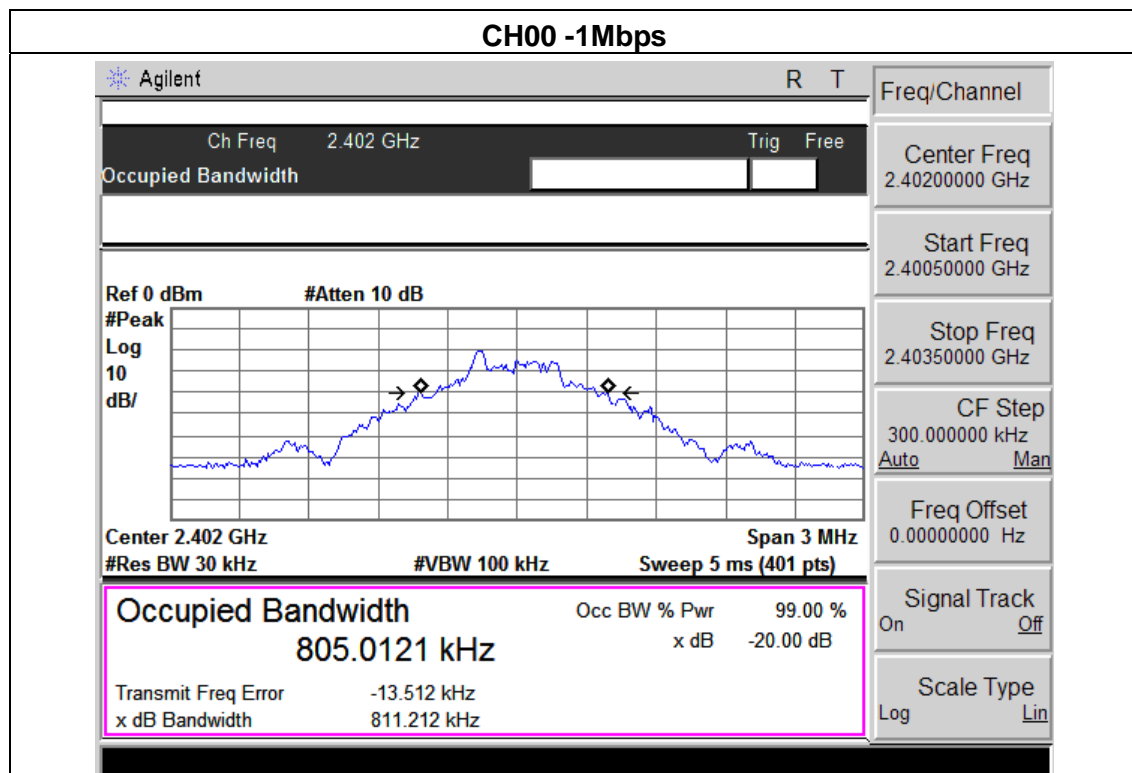 CH00 -1Mbps
Agilent R T
Freq/Channel
Ch Freq 2.402 GHz Trig Free
Occupied Bandwidth
Center Freq
2.40200000 GHz
Start Freq
2.40050000 GHz
Stop Freq
2.40350000 GHz
CF Step
300.000000 kHz
Auto Man
Freq Offset
0.00000000 Hz
Signal Track
On Off
Scale Type
Log Lin
Ref 0 dBm #Atten 10 dB
#Peak
Log
10
dB/
Center 2.402 GHz Span 3 MHz
#Res BW 30 kHz #VBW 100 kHz Sweep 5 ms (401 pts)
Occupied Bandwidth
805.0121 kHz
Occ BW % Pwr 99.00 %
x dB -20.00 dB
Transmit Freq Error -13.512 kHz
x dB Bandwidth 811.212 kHz